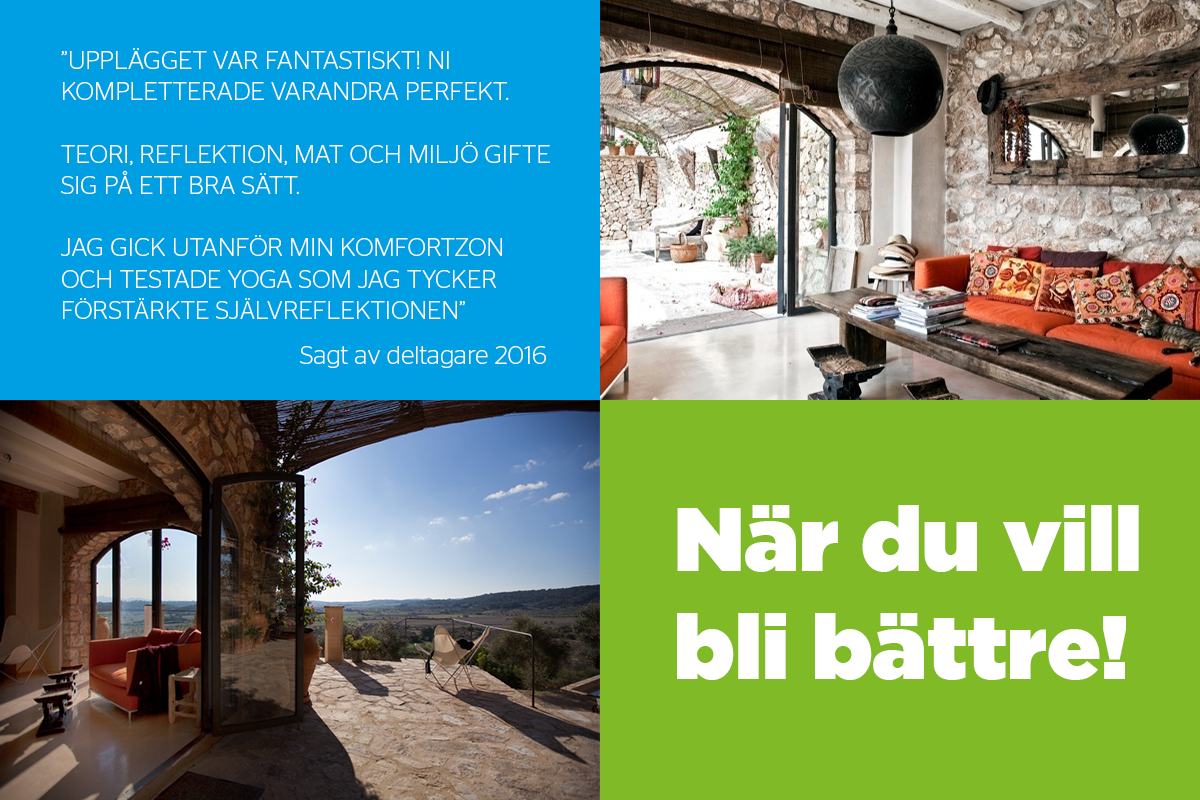 ”UPPLÄGGET VAR FANTASTISKT! NI
KOMPLETTERADE VARANDRA PERFEKT.
TEORI, REFLEKTION, MAT OCH MILJÖ GIFTE
SIG PÅ ETT BRA SÄTT.
JAG GICK UTANFÖR MIN KOMFORTZON
OCH TESTADE YOGA SOM JAG TYCKER
FÖRSTÄRKTE SJÄLVREFLEKTIONEN”
Sagt av deltagare 2016
När du vill
bli bättre!